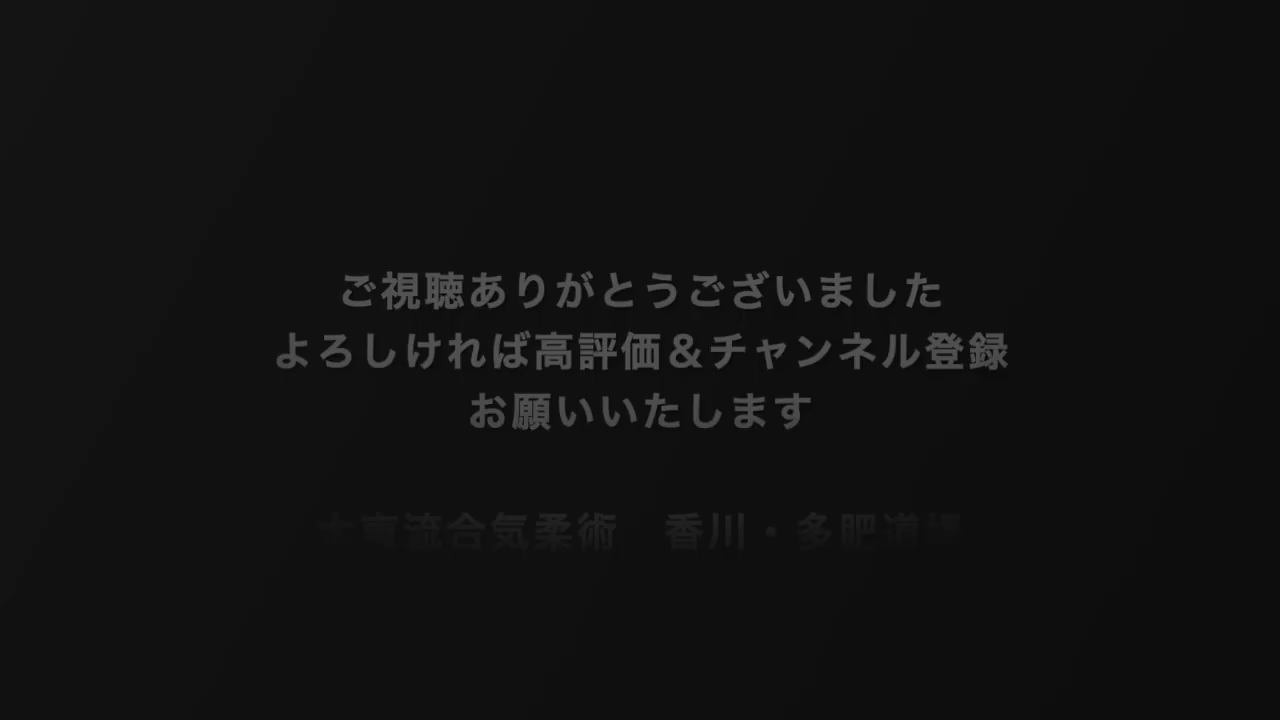 ご視聴ありがとうございました
よろしければ高評価＆チャンネル登録
お願いいたします
大東流合気柔術　香川・多肥道場